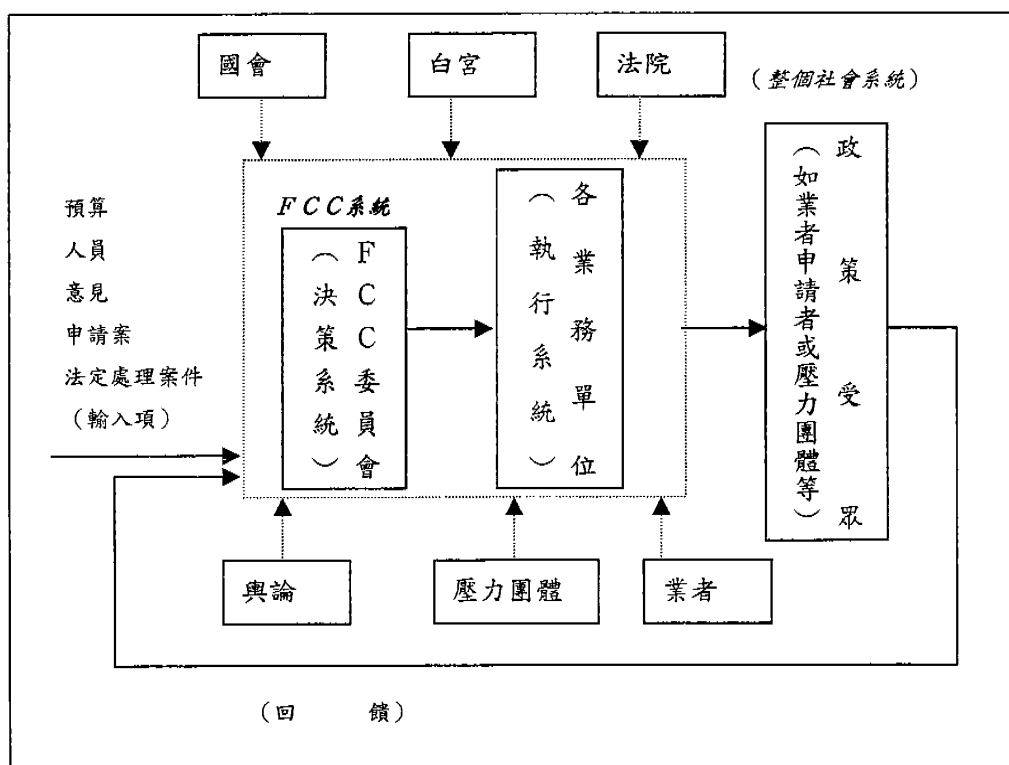 國會
白宮
法院
（整個社會系統）
預算
人員
意見
申請案
法定處理案件
（輸入項）
ＦＣＣ系統
ＦＣＣ委員會
（決策系統）
各業務單位
（執行系統）
政策受眾
（如業者申請者或壓力團體等）
輿論
壓力團體
業者
（回　饋）